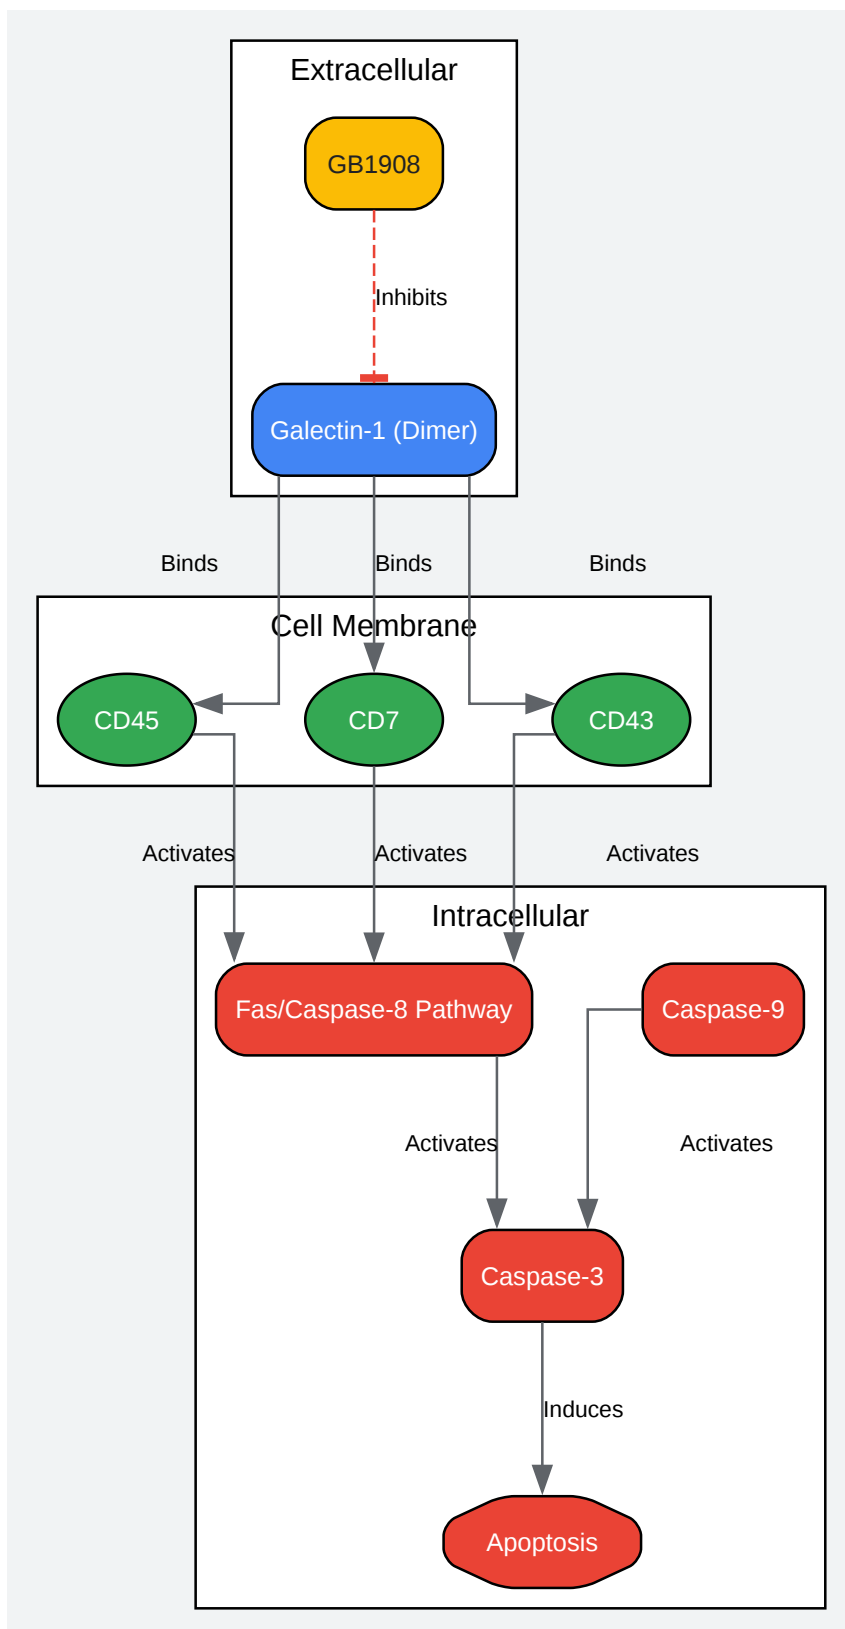 Extracellular
GB1908
Inhibits
Galectin-1 (Dimer)
Binds
Binds
Binds
Cell Membrane
CD45
CD7
CD43
Activates
Activates
Activates
Intracellular
Fas/Caspase-8 Pathway
Caspase-9
Activates
Activates
Caspase-3
Induces
Apoptosis